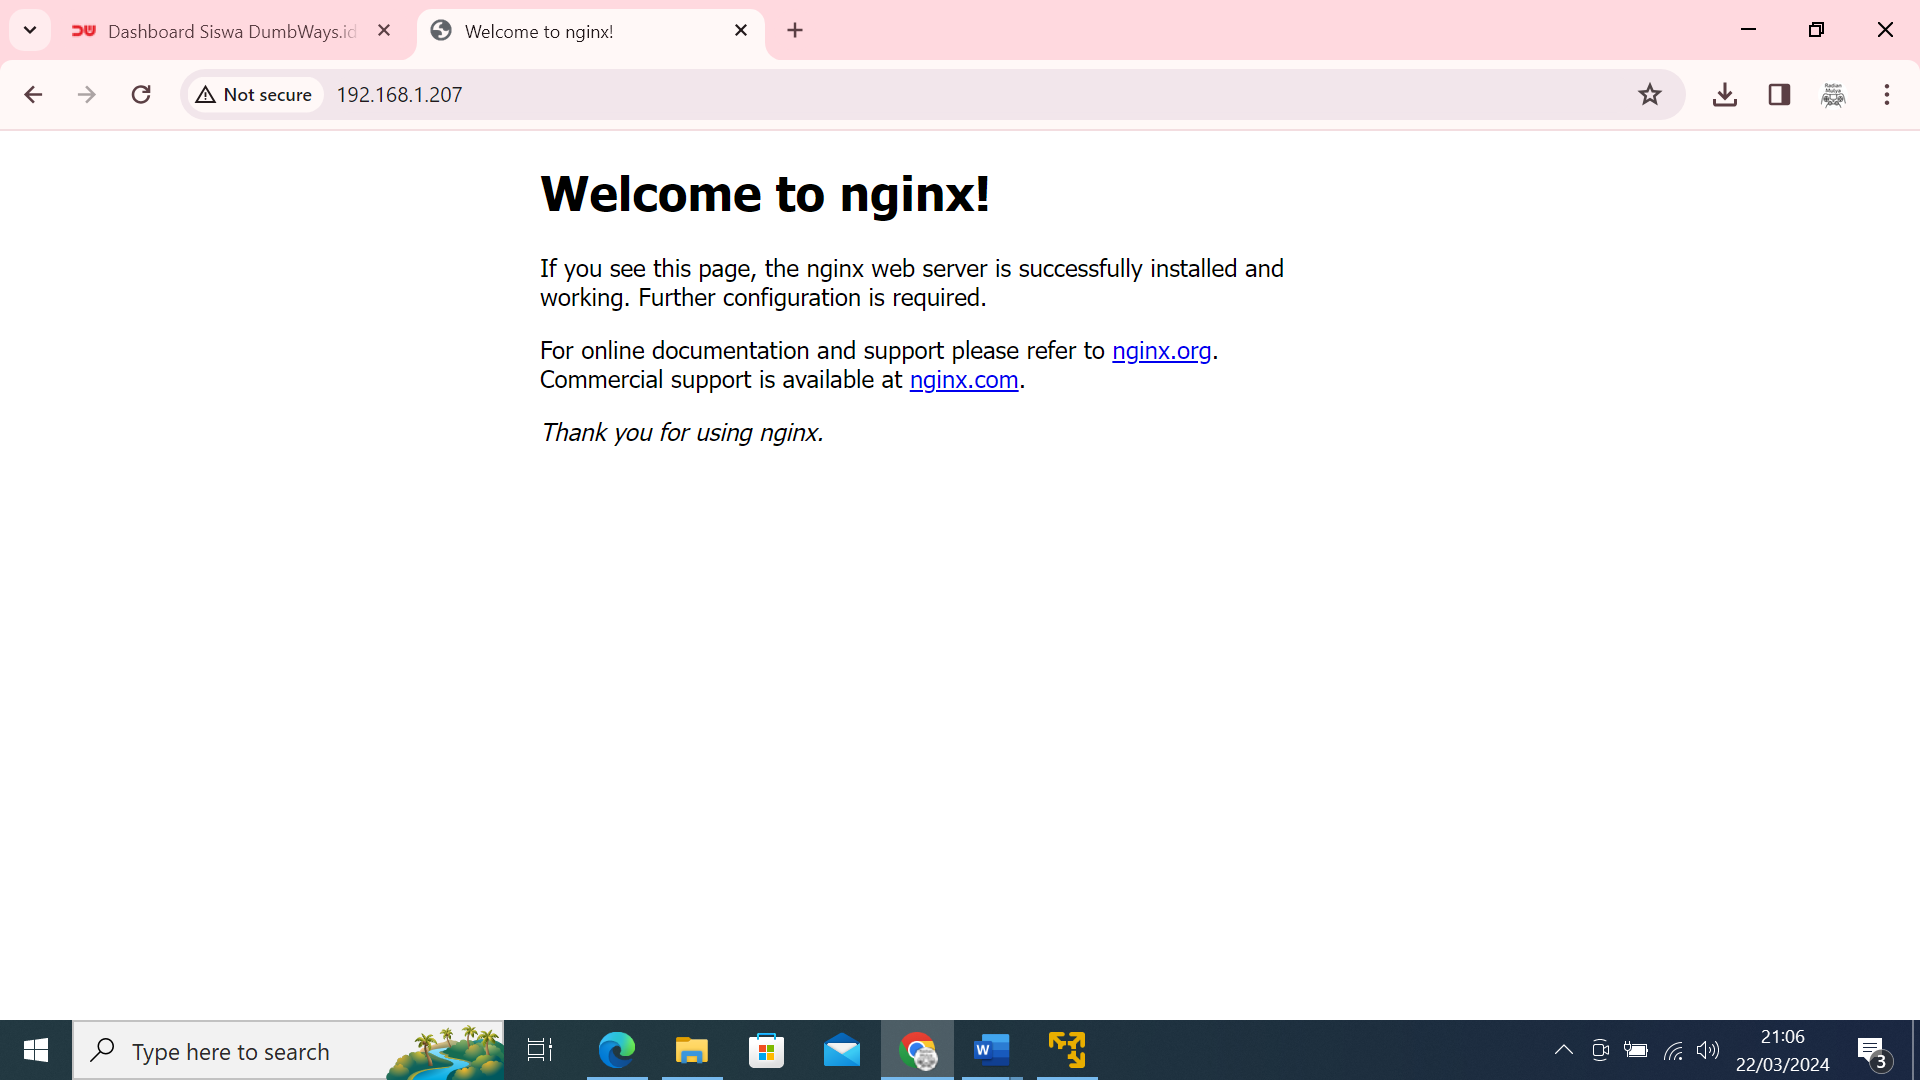 Dashboard Siswa DumbWays.id
Welcome to nginx!
Not secure
192.168.1.207
Radian
Mulya
Welcome to nginx!
If you see this page, the nginx web server is successfully installed and
working. Further configuration is required.
For online documentation and support please refer to nginx.org.
Commercial support is available at nginx.com.
Thank you for using nginx.
Type here to search
W
21:06
22/03/2024
3